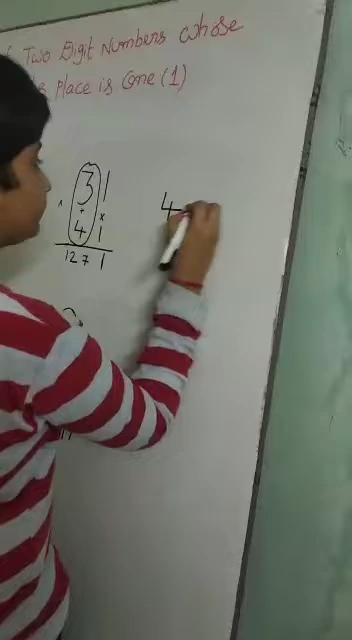 Two Digit Numbers whose
Place is One (1)
3 1
× + ×
4 1
12 7 1
4